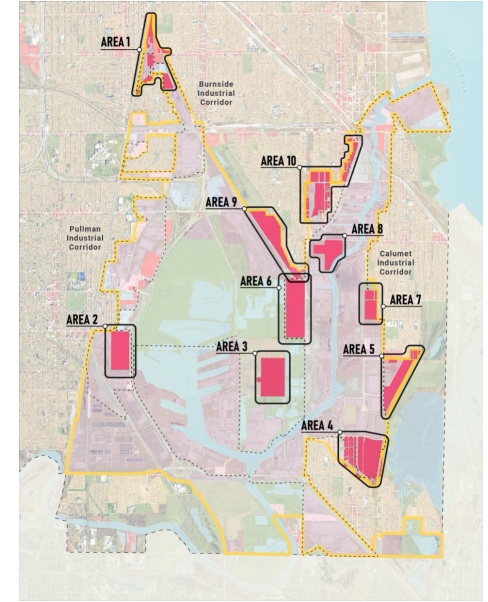 AREA 1
Burnside
Industrial
Corridor
AREA 10
AREA 9
AREA 8
Pullman
Industrial
Corridor
Calumet
Industrial
Corridor
AREA 6
AREA 7
AREA 2
AREA 3
AREA 5
AREA 4